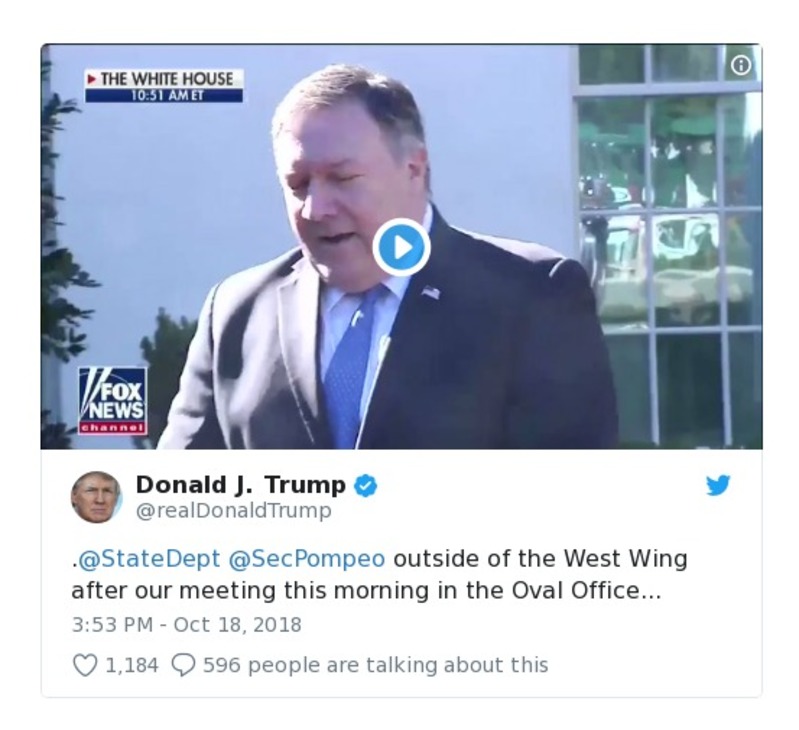 THE WHITE HOUSE
10:51 AM ET
FOX
NEWS
channel
Donald J. Trump
@realDonaldTrump
.@StateDept @SecPompeo outside of the West Wing
after our meeting this morning in the Oval Office...
3:53 PM - Oct 18, 2018
1,184 596 people are talking about this